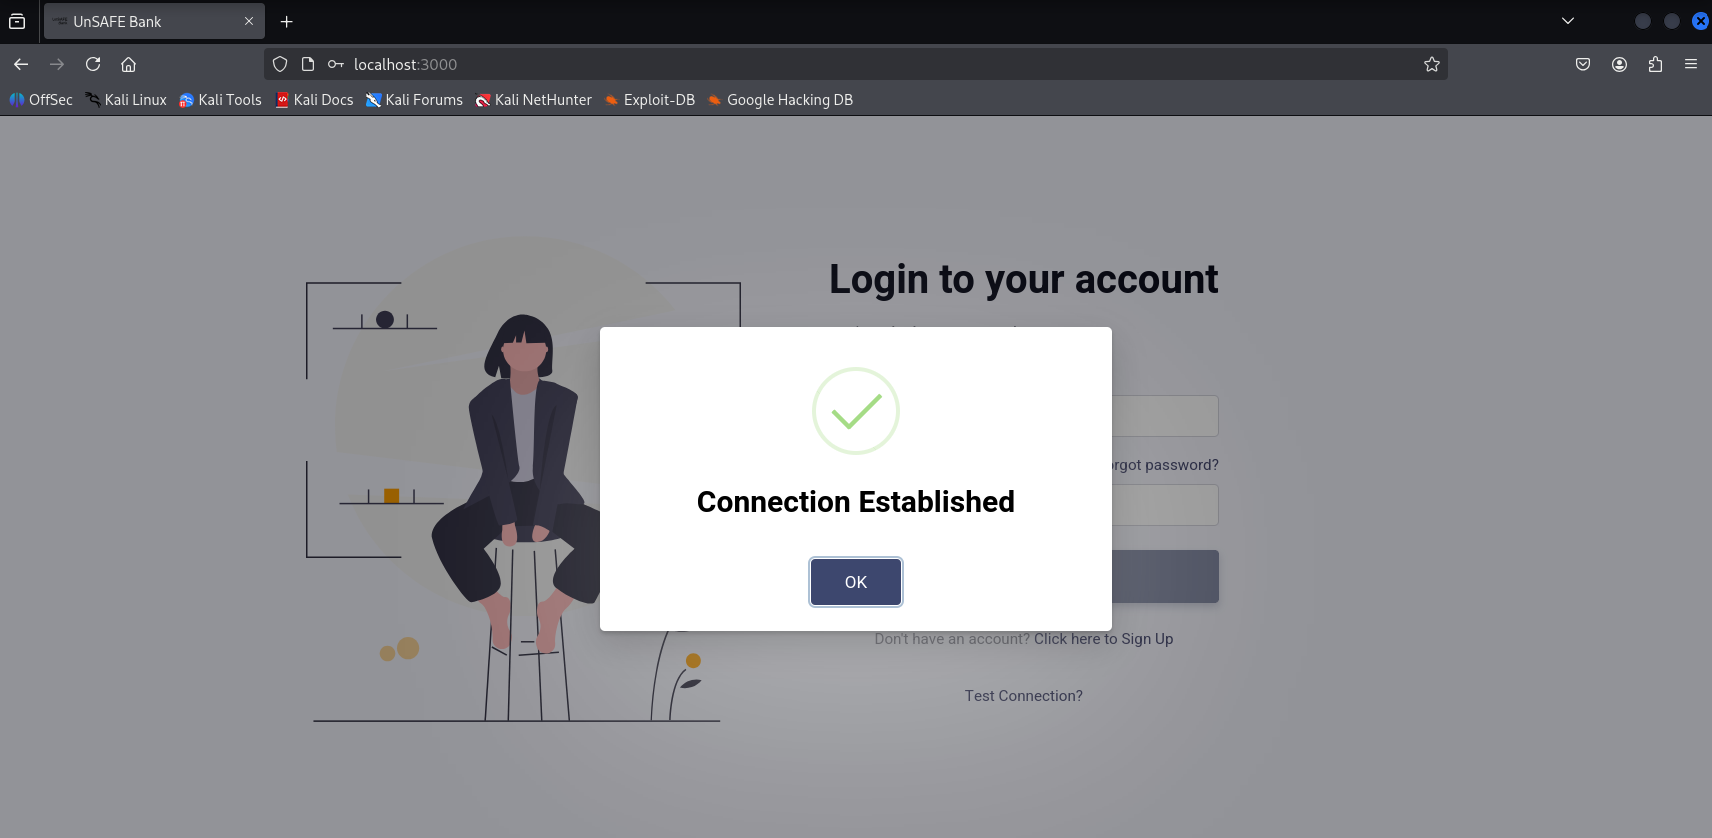 UnSAFE Bank
localhost:3000
OffSec Kali Linux Kali Tools Kali Docs Kali Forums Kali NetHunter Exploit-DB Google Hacking DB
Login to your account
Connection Established
OK
rgot password?
Don't have an account? Click here to Sign Up
Test Connection?